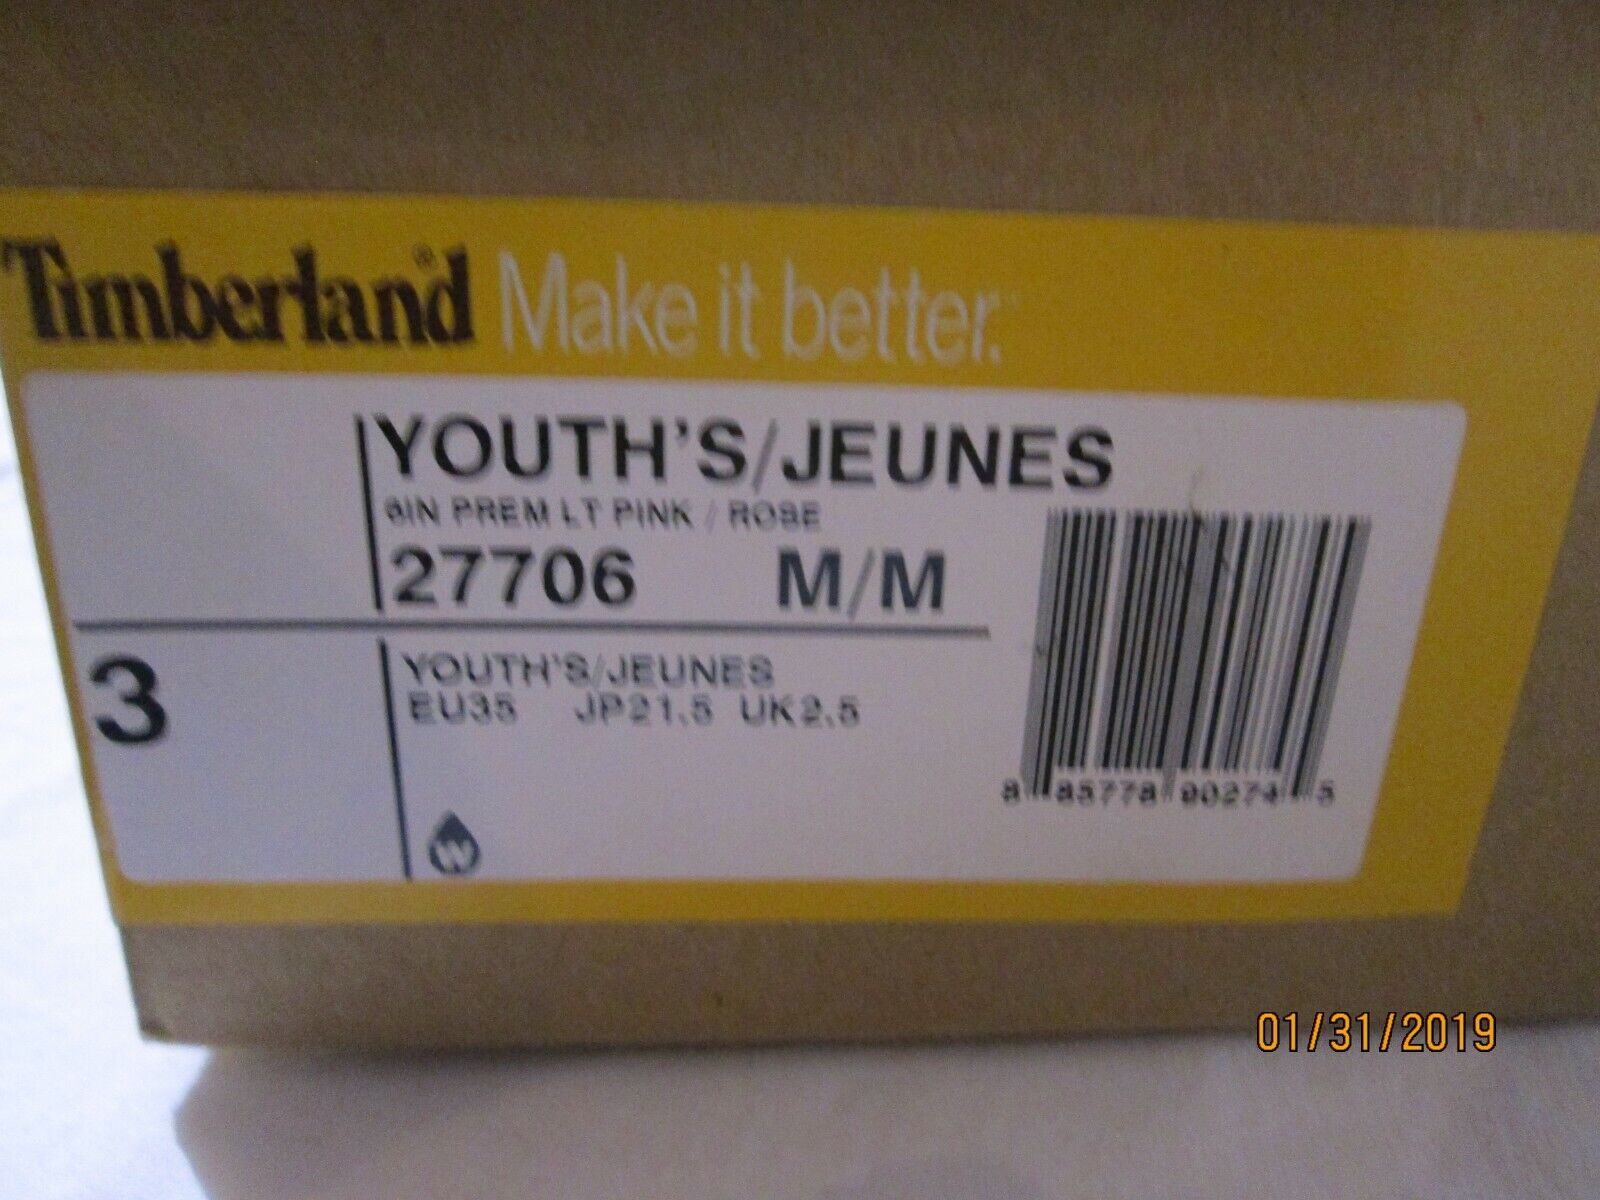 Timberland® Make it better.™
YOUTH'S/JEUNES
6IN PREM LT PINK / ROSE
27706 M/M
3
YOUTH'S/JEUNES
EU35 JP21.5 UK2.5
8 85778 90274 5
W
01/31/2019